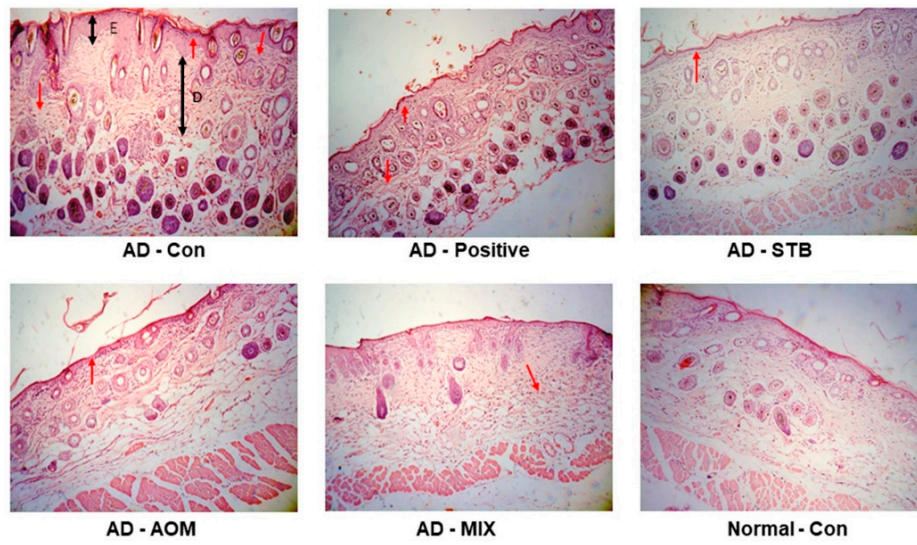 E
D
AD - Con
AD - Positive
AD - STB
AD - AOM
AD - MIX
Normal - Con